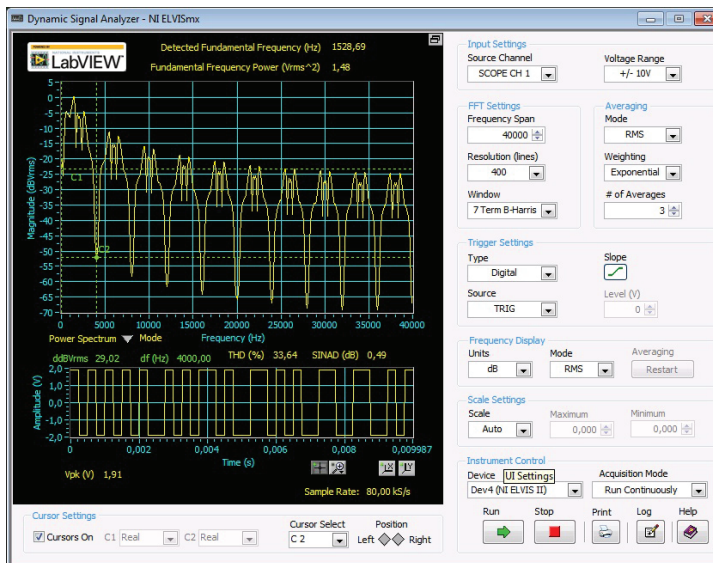 Dynamic Signal Analyzer - NI ELVISmx
LabVIEW
Detected Fundamental Frequency (Hz) 1528,69
Fundamental Frequency Power (Vrms^2) 1,48
Magnitude (dBVrms)
5
0
-5
-10
-15
-20
-25
-30
-35
-40
-45
-50
-55
-60
-65
-70
C1
C2
0 5000 10000 15000 20000 25000 30000 35000 40000
Power Spectrum Mode Frequency (Hz)
ddBVrms 29,02 df (Hz) 4000,00 THD (%) 33,64 SINAD (dB) 0,49
Amplitude (V)
2,0
1,0
0,0
-1,0
-2,0
0 0,002 0,004 0,006 0,008 0,009987
Time (s)
Vpk (V) 1,91
Sample Rate: 80,00 kS/s
Cursor Settings
Cursors On C1 Real C2 Real
Cursor Select
C 2
Position
Left Right
Input Settings
Source Channel
SCOPE CH 1
Voltage Range
+/- 10V
FFT Settings
Frequency Span
40000
Resolution (lines)
400
Window
7 Term B-Harris
Averaging
Mode
RMS
Weighting
Exponential
# of Averages
3
Trigger Settings
Type
Digital
Slope
Source
TRIG
Level (V)
0
Frequency Display
Units
dB
Mode
RMS
Averaging
Restart
Scale Settings
Scale
Auto
Maximum
0,000
Minimum
0,000
Instrument Control
Device
UI Settings
Dev4 (NI ELVIS II)
Acquisition Mode
Run Continuously
Run Stop Print Log Help